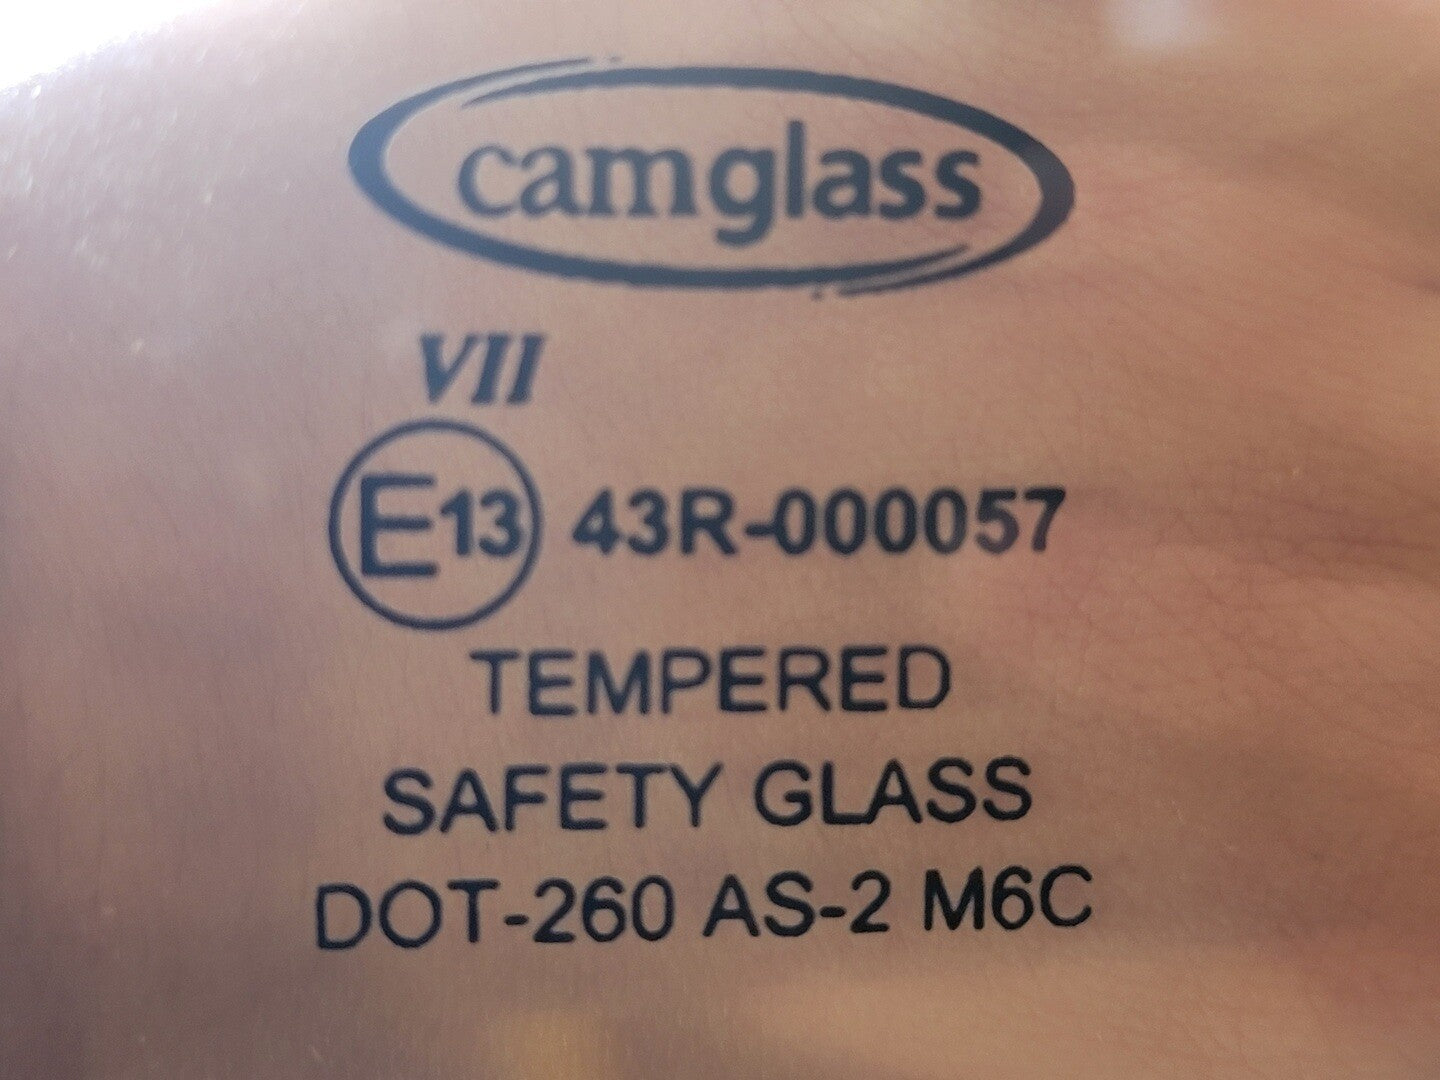 camglass
VII
E13 43R-000057
TEMPERED
SAFETY GLASS
DOT-260 AS-2 M6C